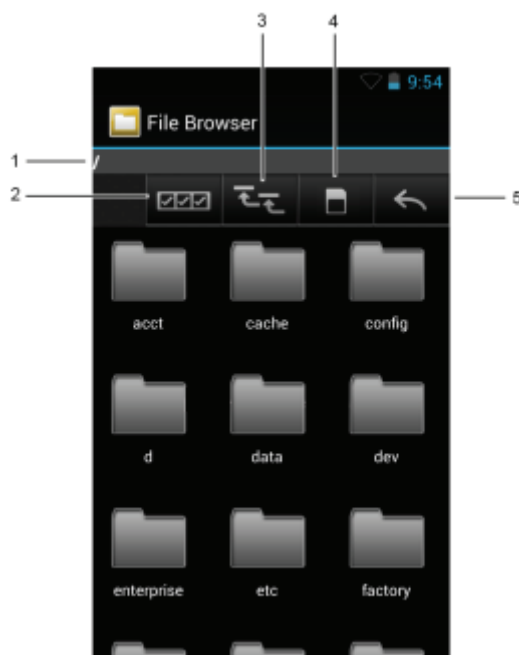 3 4
9:54
File Browser
1 /
2 5
acct cache config
d data dev
enterprise etc factory